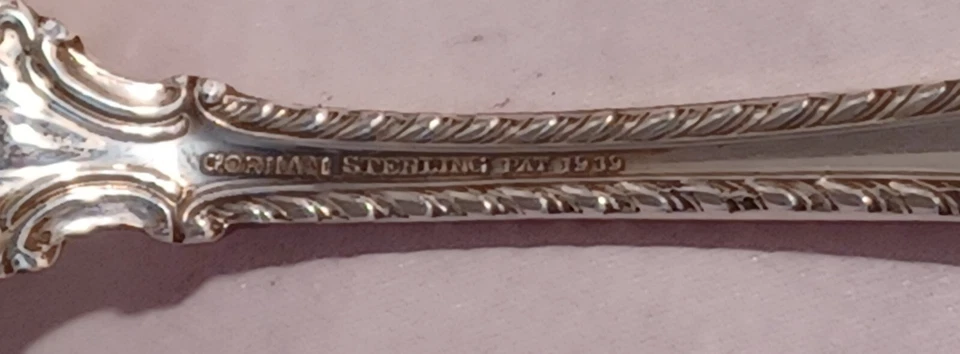 GORHAM STERLING PAT 1939